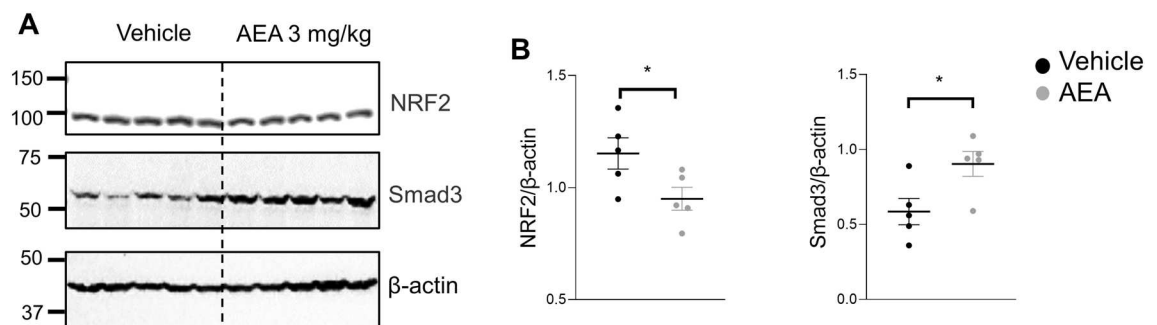 A
Vehicle AEA 3 mg/kg
150
100
NRF2
75
50
Smad3
50
37
β-actin
B
NRF2/β-actin
1.5
1.0
0.5
*
Smad3/β-actin
1.5
1.0
0.5
0.0
*
Vehicle
AEA